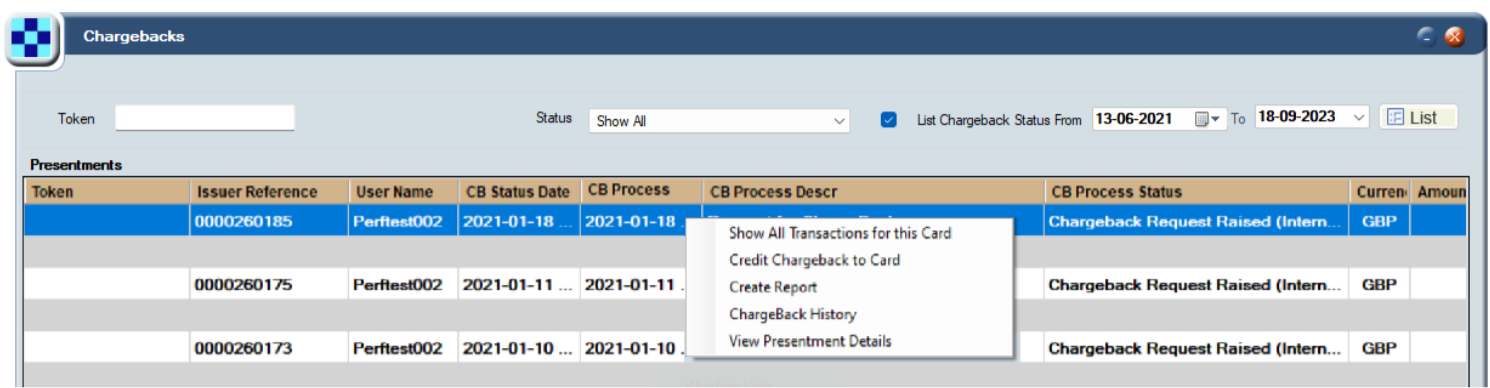 Chargebacks
Token Status Show All List Chargeback Status From 13-06-2021 To 18-09-2023 List
Presentments
Token Issuer Reference User Name CB Status Date CB Process CB Process Descr CB Process Status Curren Amoun
0000260185 Perftest002 2021-01-18 ... 2021-01-18 . Chargeback Request Raised (Intern... GBP
Show All Transactions for this Card
Credit Chargeback to Card
0000260175 Perftest002 2021-01-11 ... 2021-01-11 . Create Report Chargeback Request Raised (Intern... GBP
ChargeBack History
View Presentment Details
0000260173 Perftest002 2021-01-10 ... 2021-01-10 . Chargeback Request Raised (Intern... GBP